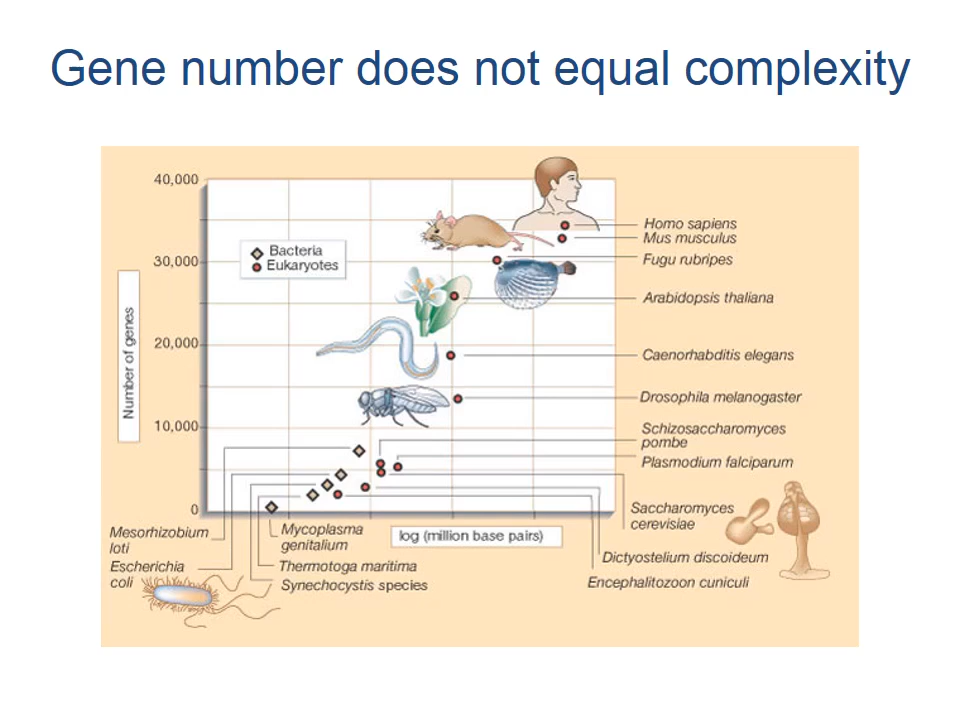 Gene number does not equal complexity
40,000
30,000
20,000
10,000
0
Number of genes
Bacteria
Eukaryotes
Homo sapiens
Mus musculus
Fugu rubripes
Arabidopsis thaliana
Caenorhabditis elegans
Drosophila melanogaster
Schizosaccharomyces
pombe
Plasmodium falciparum
Saccharomyces
cerevisiae
Dictyostelium discoideum
Encephalitozoon cuniculi
log (million base pairs)
Mesorhizobium
loti
Escherichia
coli
Mycoplasma
genitalium
Thermotoga maritima
Synechocystis species